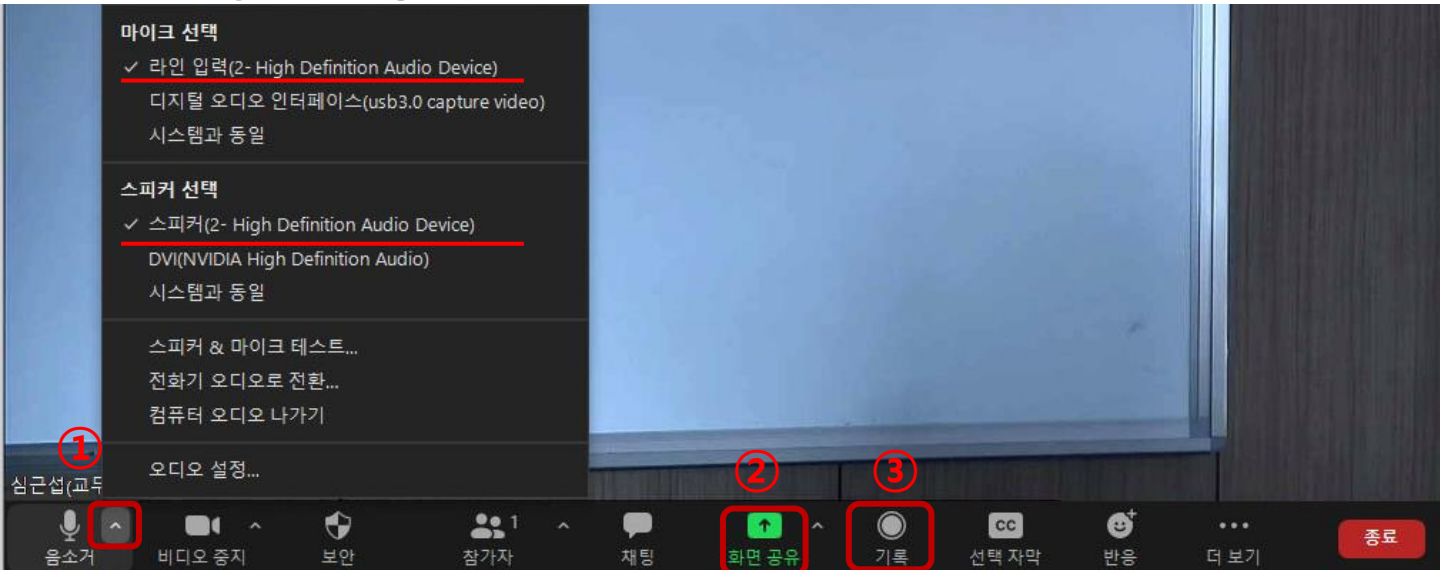 마이크 선택
✓ 라인 입력(2- High Definition Audio Device)
디지털 오디오 인터페이스(usb3.0 capture video)
시스템과 동일
스피커 선택
✓ 스피커(2- High Definition Audio Device)
DVI(NVIDIA High Definition Audio)
시스템과 동일
스피커 & 마이크 테스트...
전화기 오디오로 전환...
컴퓨터 오디오 나가기
오디오 설정...
① ② ③
심근섭(교무
1
CC
음소거 비디오 중지 보안 참가자 채팅 화면 공유 기록 선택 자막 반응 더 보기 종료